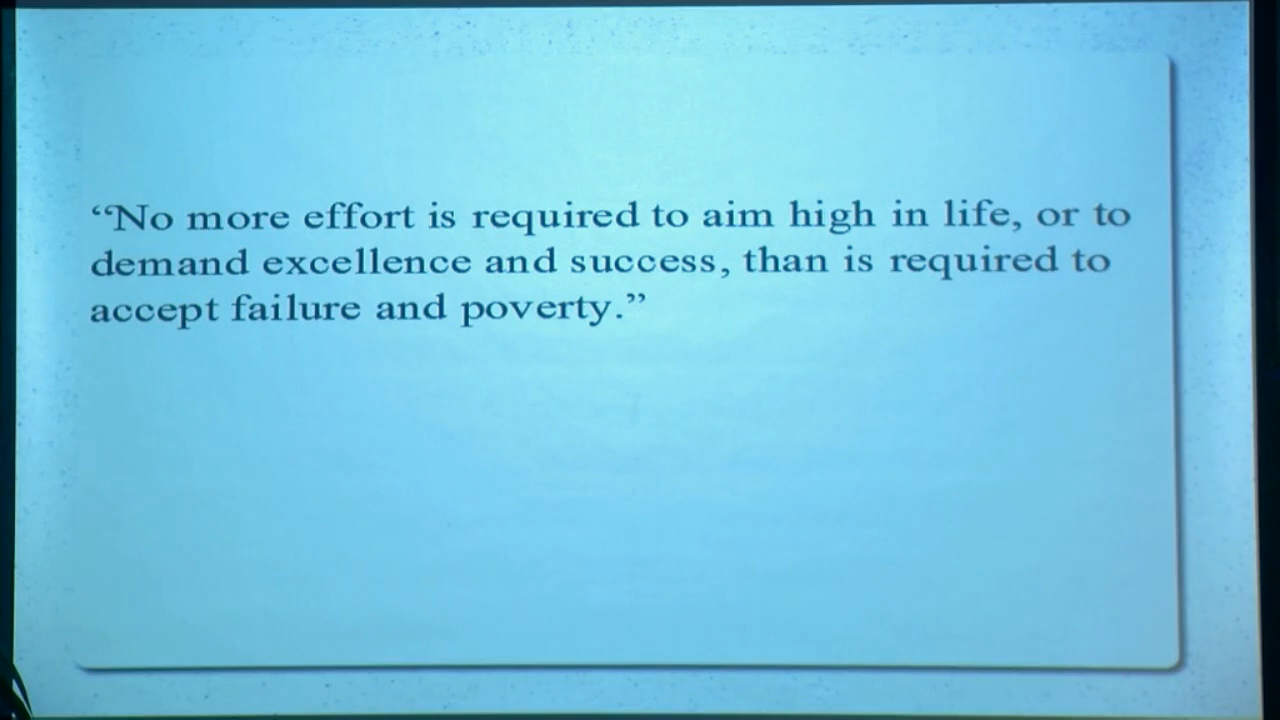 “No more effort is required to aim high in life, or to
demand excellence and success, than is required to
accept failure and poverty.”